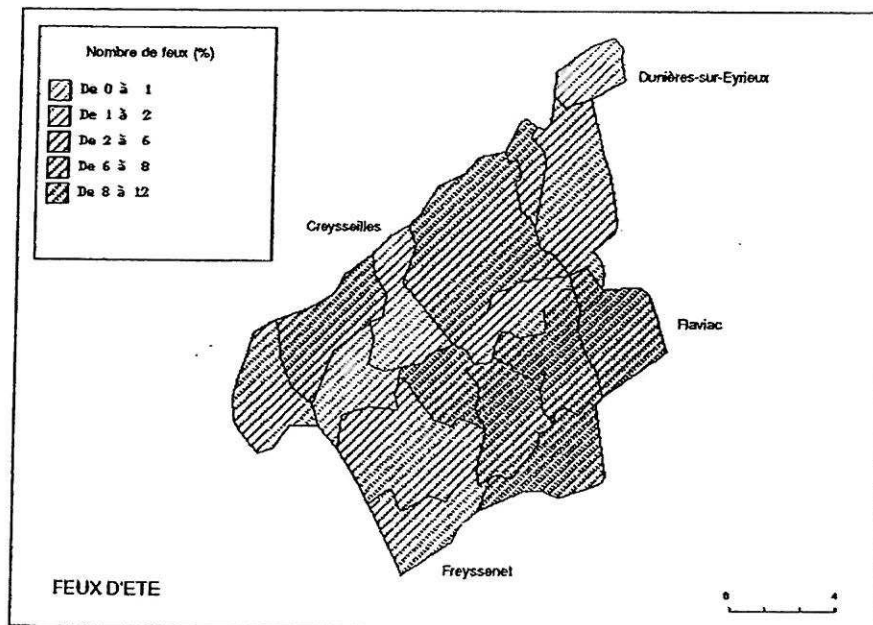 Nombre de feux (%)
De 0 à 1
De 1 à 2
De 2 à 6
De 6 à 8
De 8 à 12
Dunières-sur-Eyrieux
Creysseilles
Flaviac
Freyssenet
FEUX D'ETE
0 4